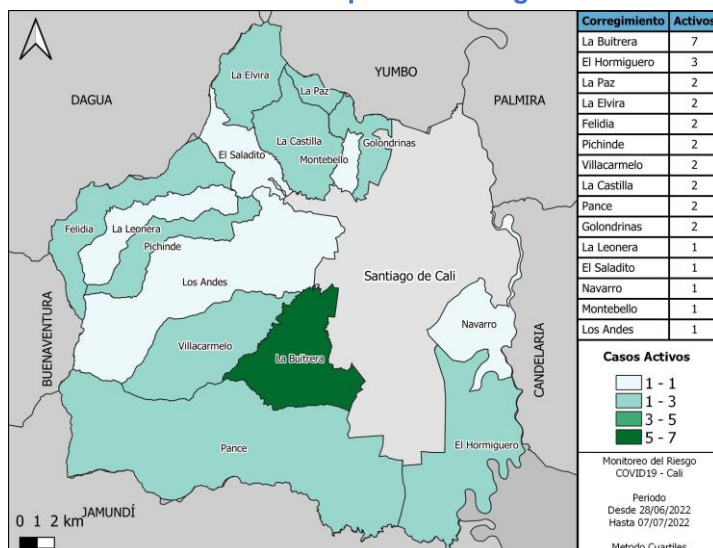 La Elvira
YUMBO
La Paz
DAGUA
PALMIRA
La Castilla
Golondrinas
El Saladito
Montebello
Felidia
La Leonera
Pichinde
Santiago de Cali
Los Andes
Navarro
Villacarmelo
La Buitrera
BUENAVENTURA
CANDELARIA
El Hormiguero
Pance
JAMUNDÍ
0 1 2 km
Corregimiento Activos
La Buitrera 7
El Hormiguero 3
La Paz 2
La Elvira 2
Felidia 2
Pichinde 2
Villacarmelo 2
La Castilla 2
Pance 2
Golondrinas 2
La Leonera 1
El Saladito 1
Navarro 1
Montebello 1
Los Andes 1
Casos Activos
1 - 1
1 - 3
3 - 5
5 - 7
Monitoreo del Riesgo
COVID19 - Cali
Periodo
Desde 28/06/2022
Hasta 07/07/2022
Metodo Cuartiles